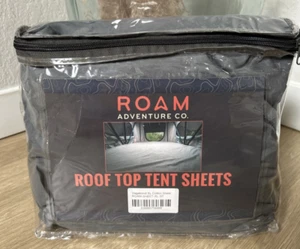 ROAM
ADVENTURE CO.
ROOF TOP TENT SHEETS